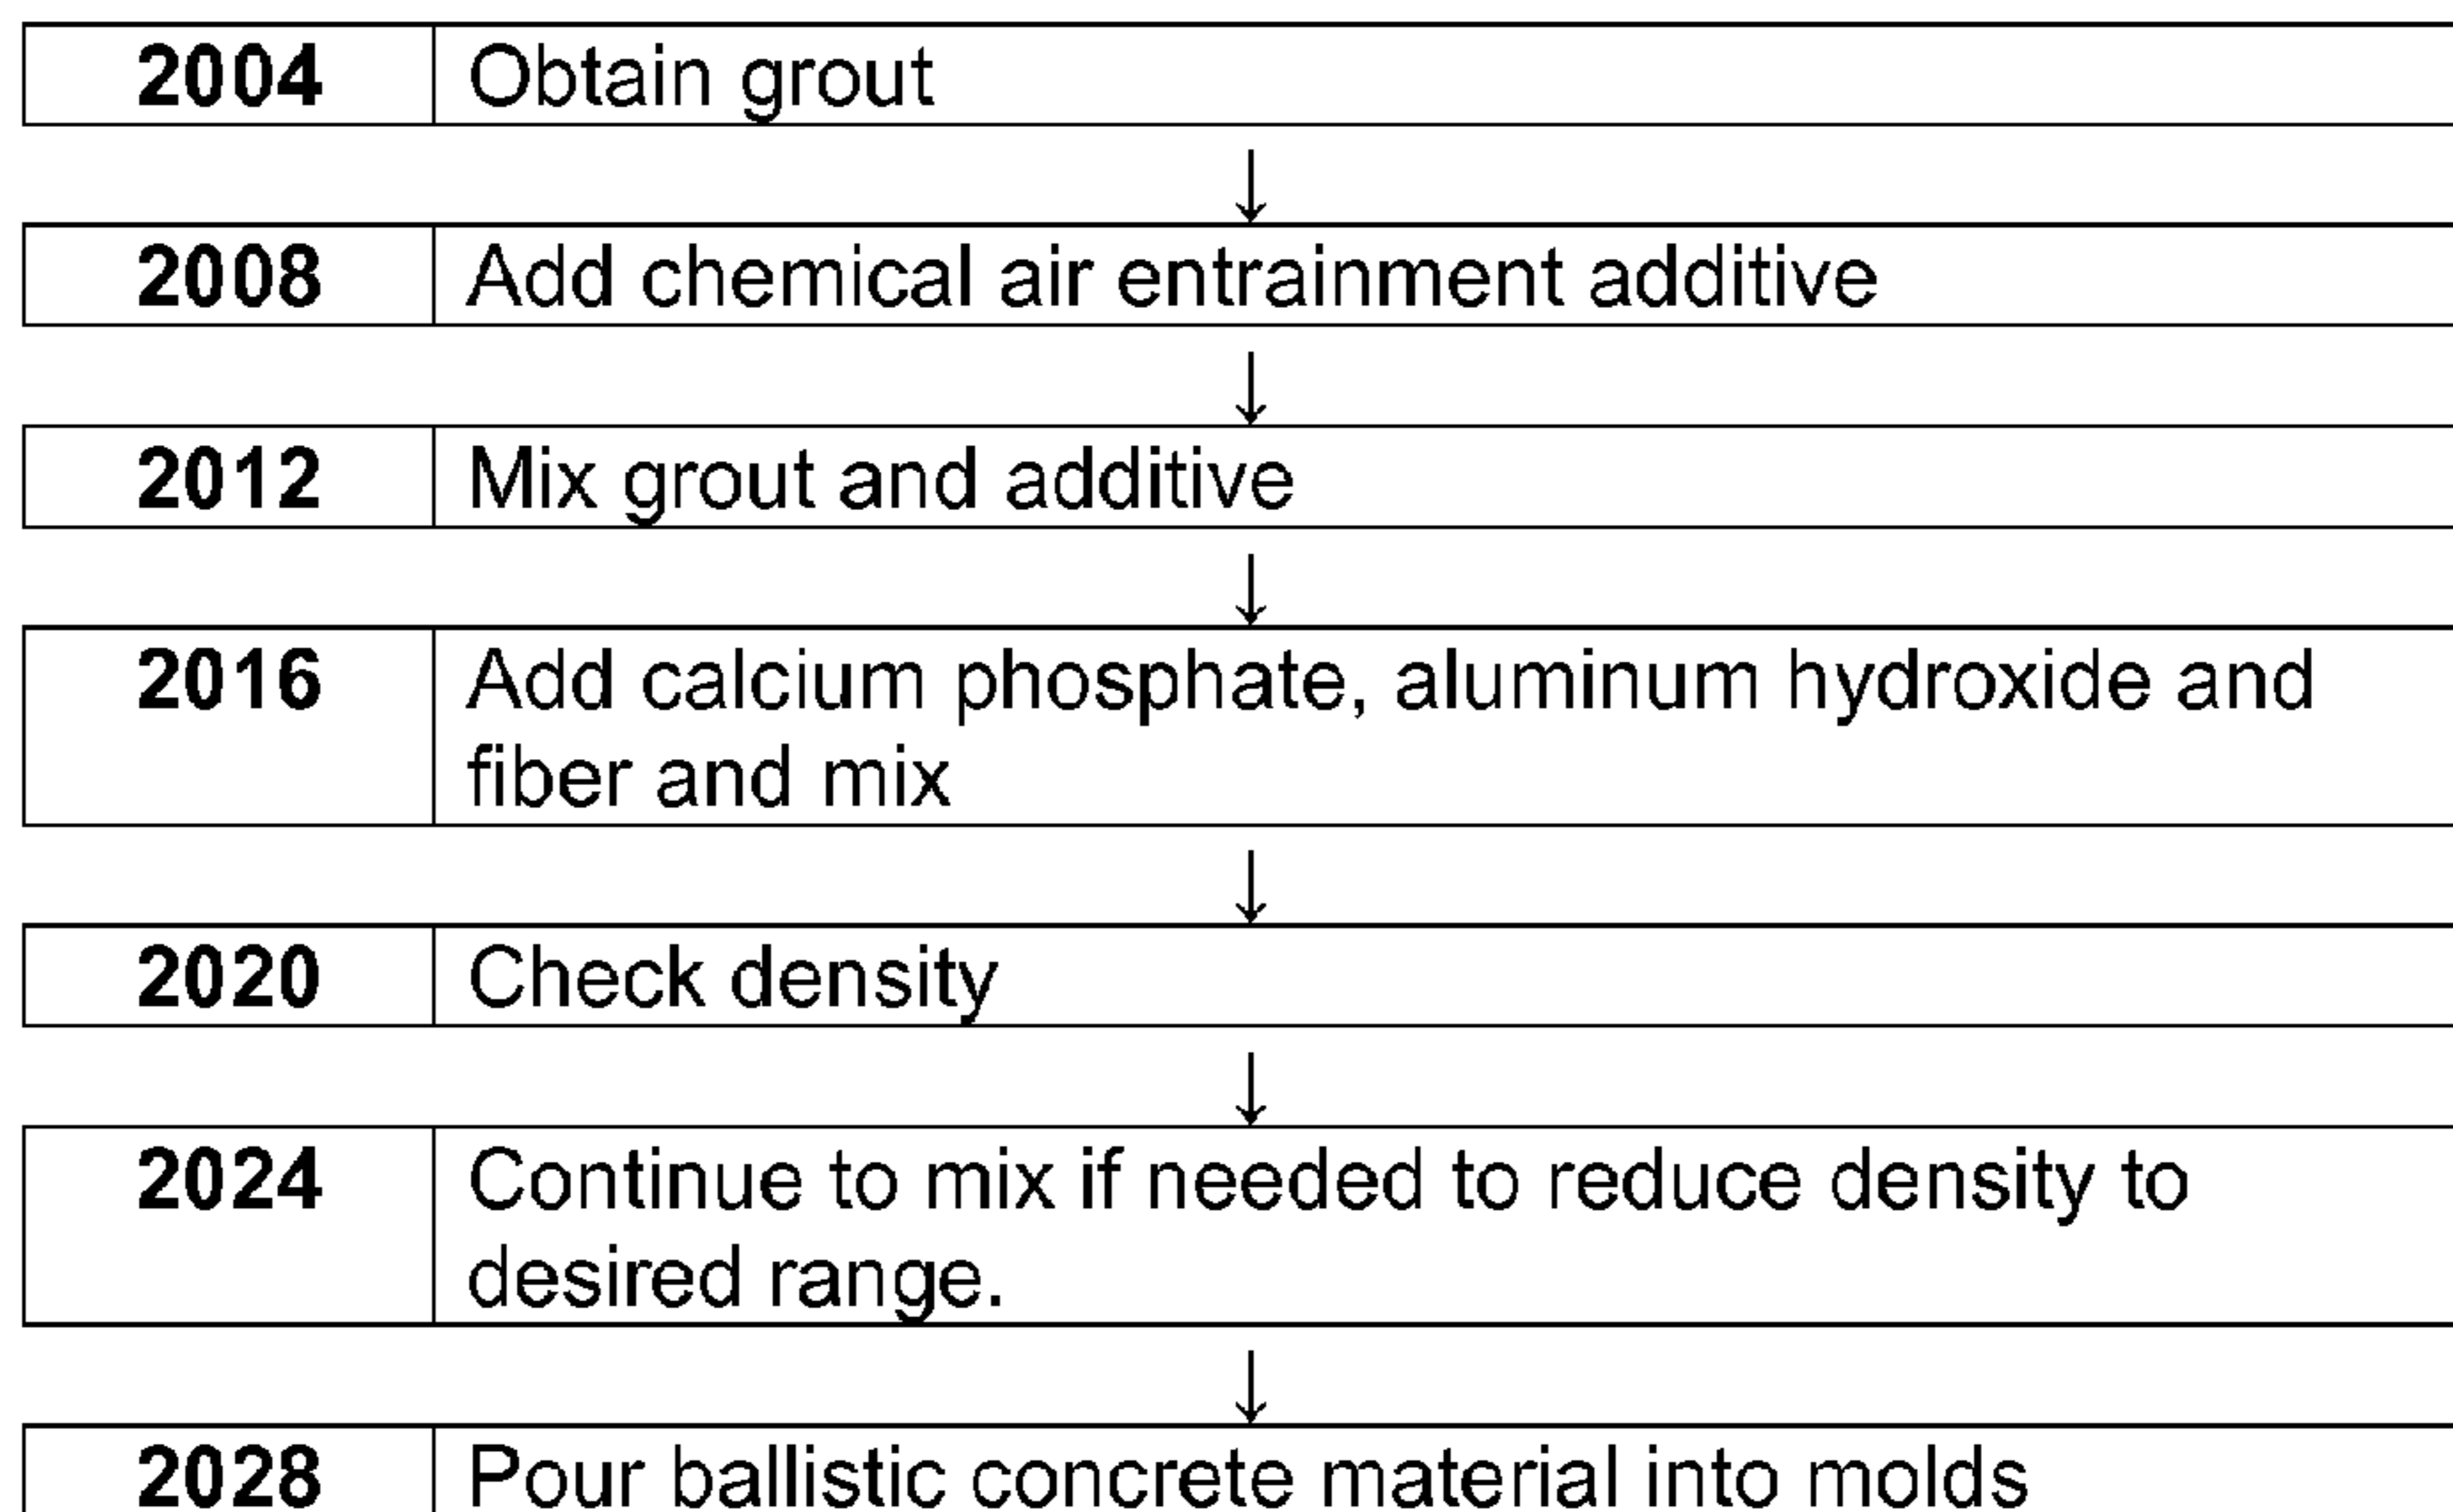 2004 Obtain grout
↓
2008 Add chemical air entrainment additive
↓
2012 Mix grout and additive
↓
2016 Add calcium phosphate, aluminum hydroxide and
fiber and mix
↓
2020 Check density
↓
2024 Continue to mix if needed to reduce density to
desired range.
↓
2028 Pour ballistic concrete material into molds